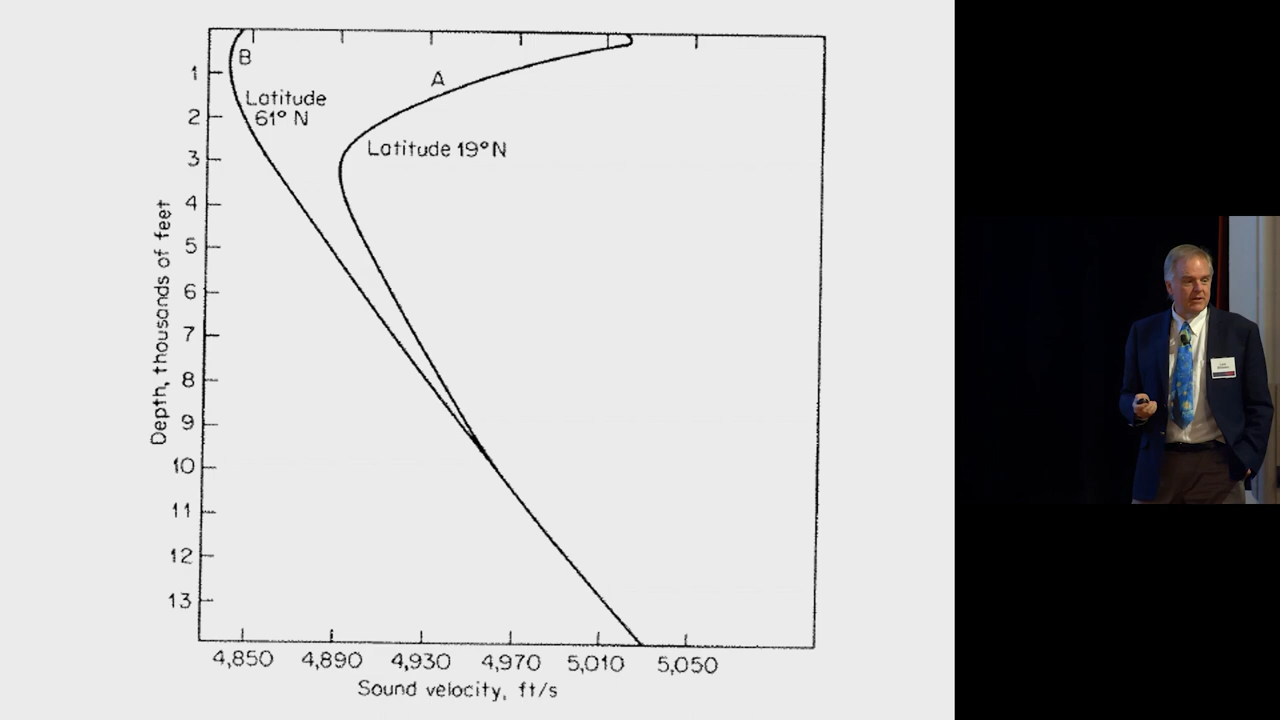 B
A
Latitude
61° N
Latitude 19° N
Depth, thousands of feet
1
2
3
4
5
6
7
8
9
10
11
12
13
4,850 4,890 4,930 4,970 5,010 5,050
Sound velocity, ft/s